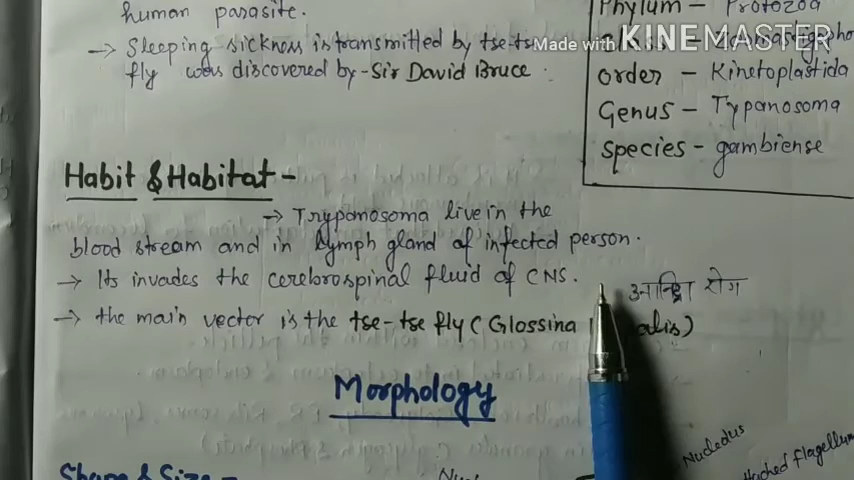 human parasite.
Phylum - Protozoa
→ Sleeping sickness is transmitted by tse-tse
Made with KINEMASTER
fly was discovered by - Sir David Bruce.
order - Kinetoplastida
Genus - Typanosoma
species - gambiense
Habit & Habitat -
→ Trypanosoma live in the
blood stream and in lymph gland of infected person.
→ Its invades the cerebrospinal fluid of CNS.
रोग
→ the main vector is the tse-tse fly (Glossina
Morphology
Nucleus
flagellum
Shape & Size -